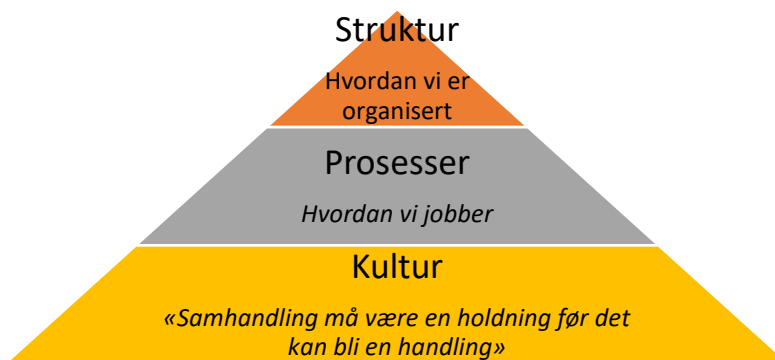 Struktur
Hvordan vi er
organisert
Prosesser
Hvordan vi jobber
Kultur
«Samhandling må være en holdning før det
kan bli en handling»